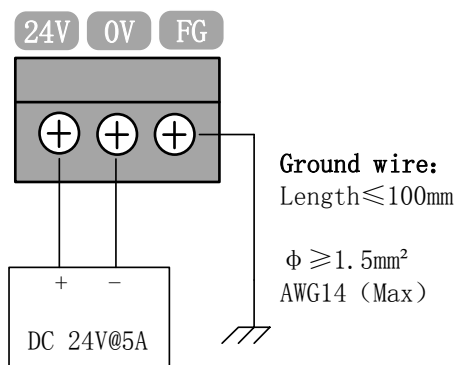 24V 0V FG
Ground wire:
Length≤100mm
φ≥1.5mm²
AWG14 (Max)
+ −
DC 24V@5A